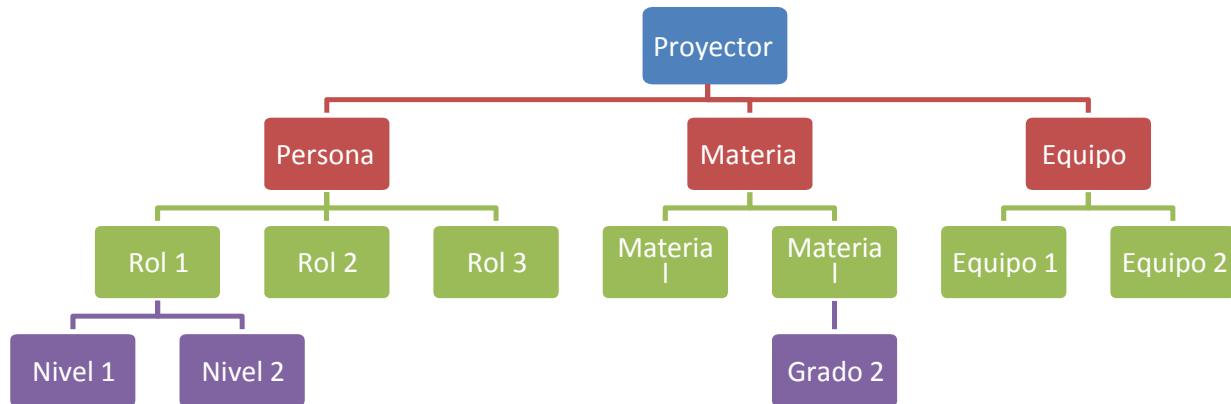 Proyector
Persona
Materia
Equipo
Rol 1
Rol 2
Rol 3
Materia
l
Materia
l
Equipo 1
Equipo 2
Nivel 1
Nivel 2
Grado 2